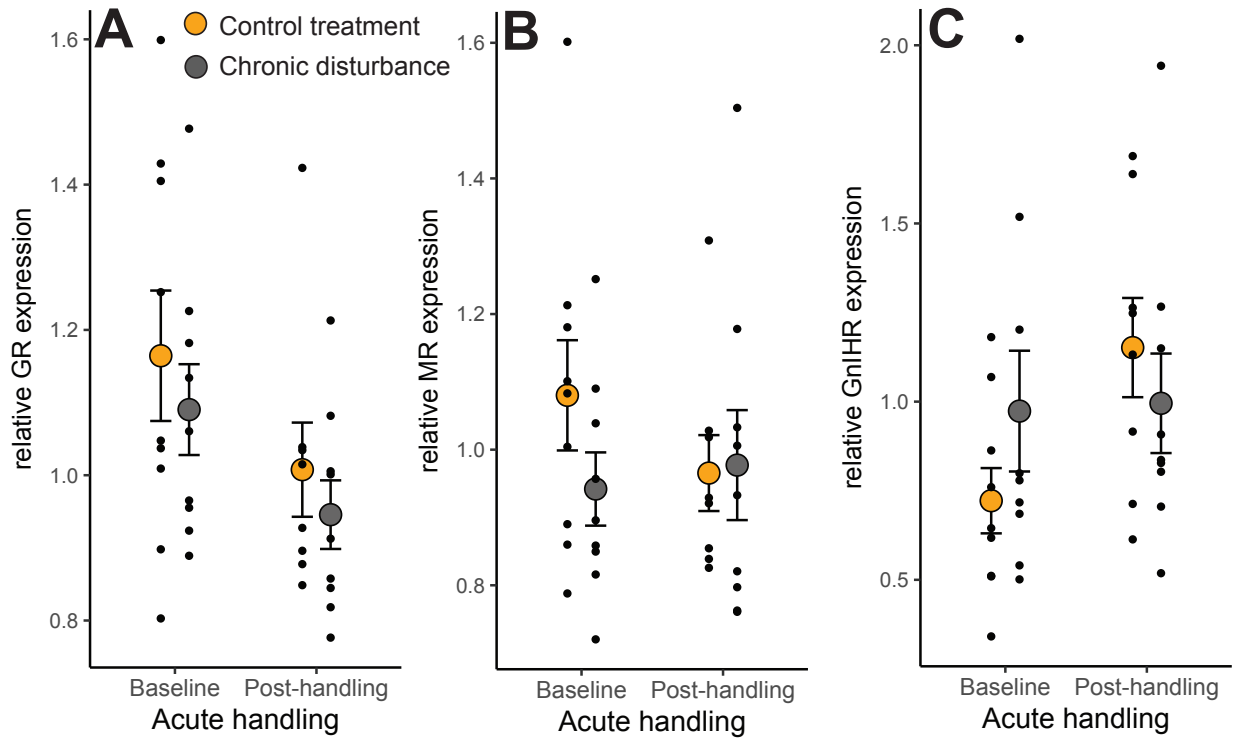 A
Control treatment
Chronic disturbance
relative GR expression
1.6
1.4
1.2
1.0
0.8
Baseline Post-handling
Acute handling
B
relative MR expression
1.6
1.4
1.2
1.0
0.8
Baseline Post-handling
Acute handling
C
relative GnIHR expression
2.0
1.5
1.0
0.5
Baseline Post-handling
Acute handling